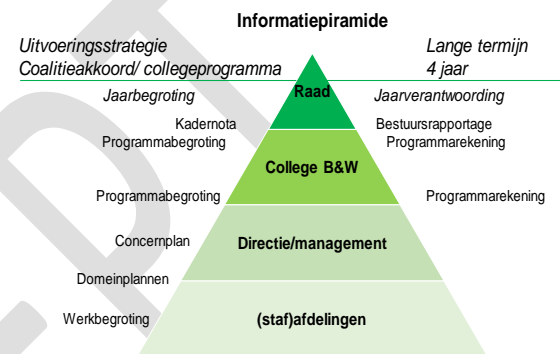 Informatiepiramide
Uitvoeringsstrategie
Coalitieakkoord/ collegeprogramma
Lange termijn
4 jaar
Jaarbegroting
Raad
Jaarverantwoording
Kadernota
Programmabegroting
Bestuursrapportage
Programmarekening
College B&W
Programmabegroting
Programmarekening
Concernplan
Directie/management
Domeinplannen
Werkbegroting
(staf)afdelingen